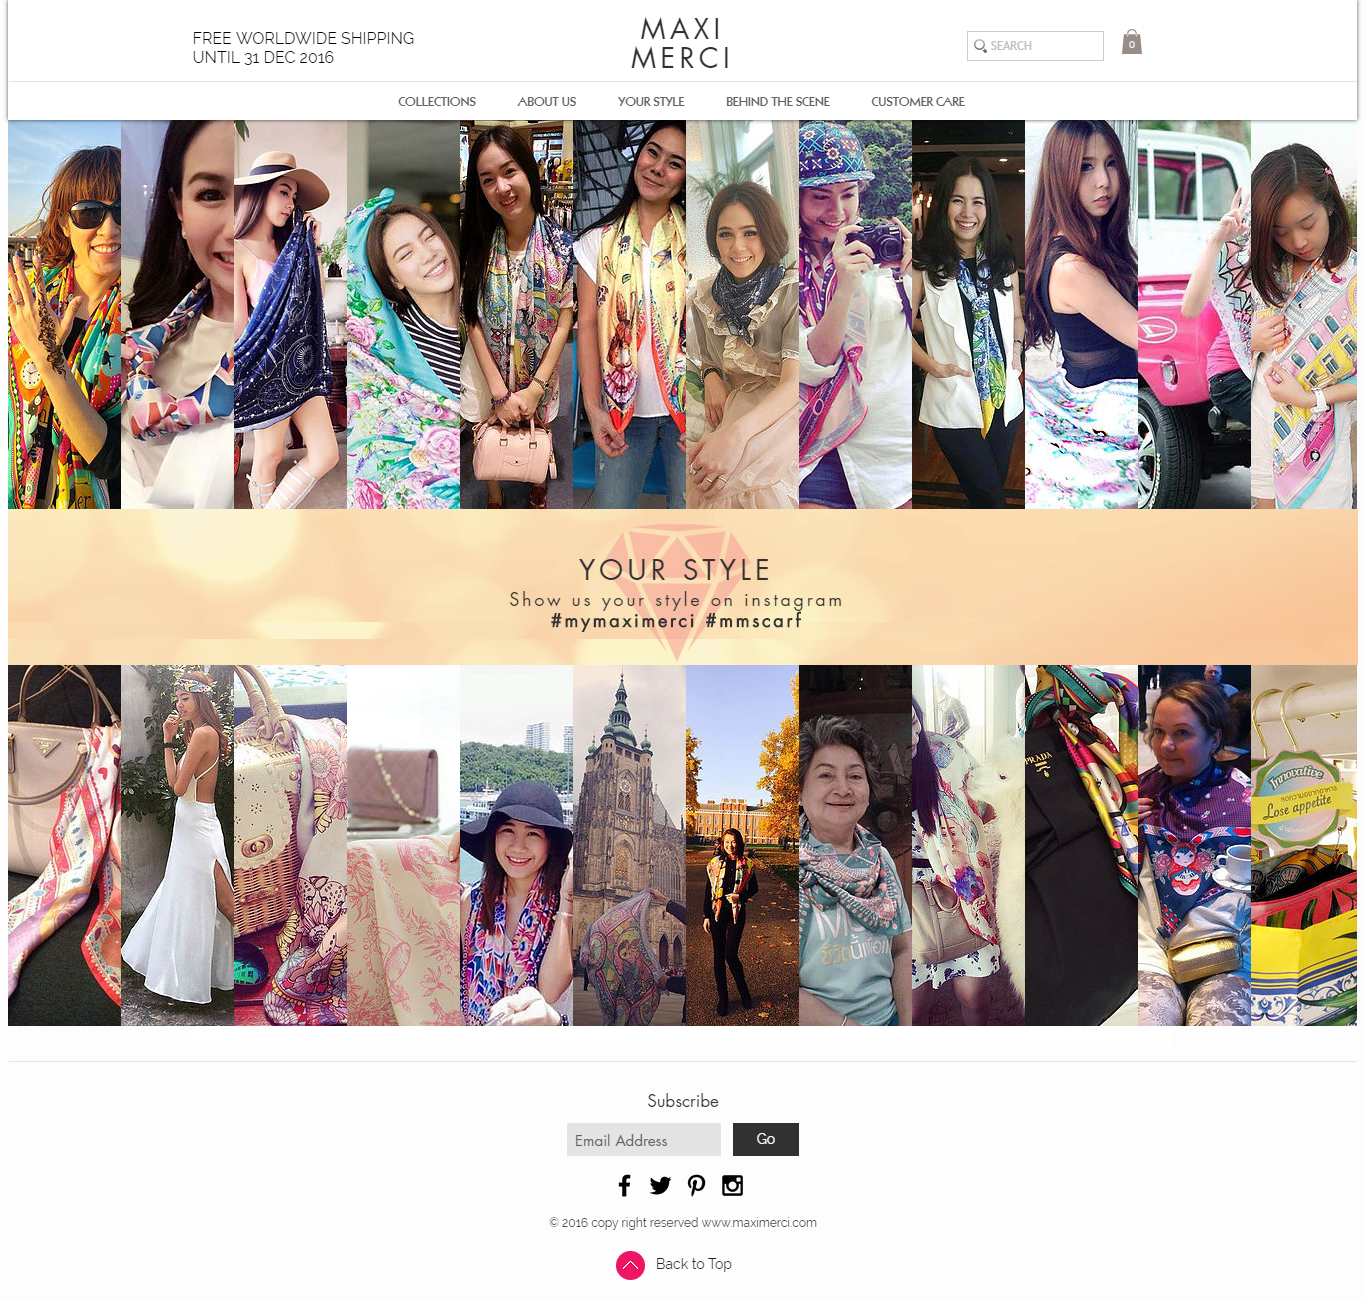 FREE WORLDWIDE SHIPPING
UNTIL 31 DEC 2016
MAXI
MERCI
SEARCH
0
COLLECTIONS ABOUT US YOUR STYLE BEHIND THE SCENE CUSTOMER CARE
YOUR STYLE
Show us your style on instagram
#mymaximerci #mmscarf
PRADA
Innovative
Lose appetite
Subscribe
Email Address Go
© 2016 copy right reserved www.maximerci.com
Back to Top